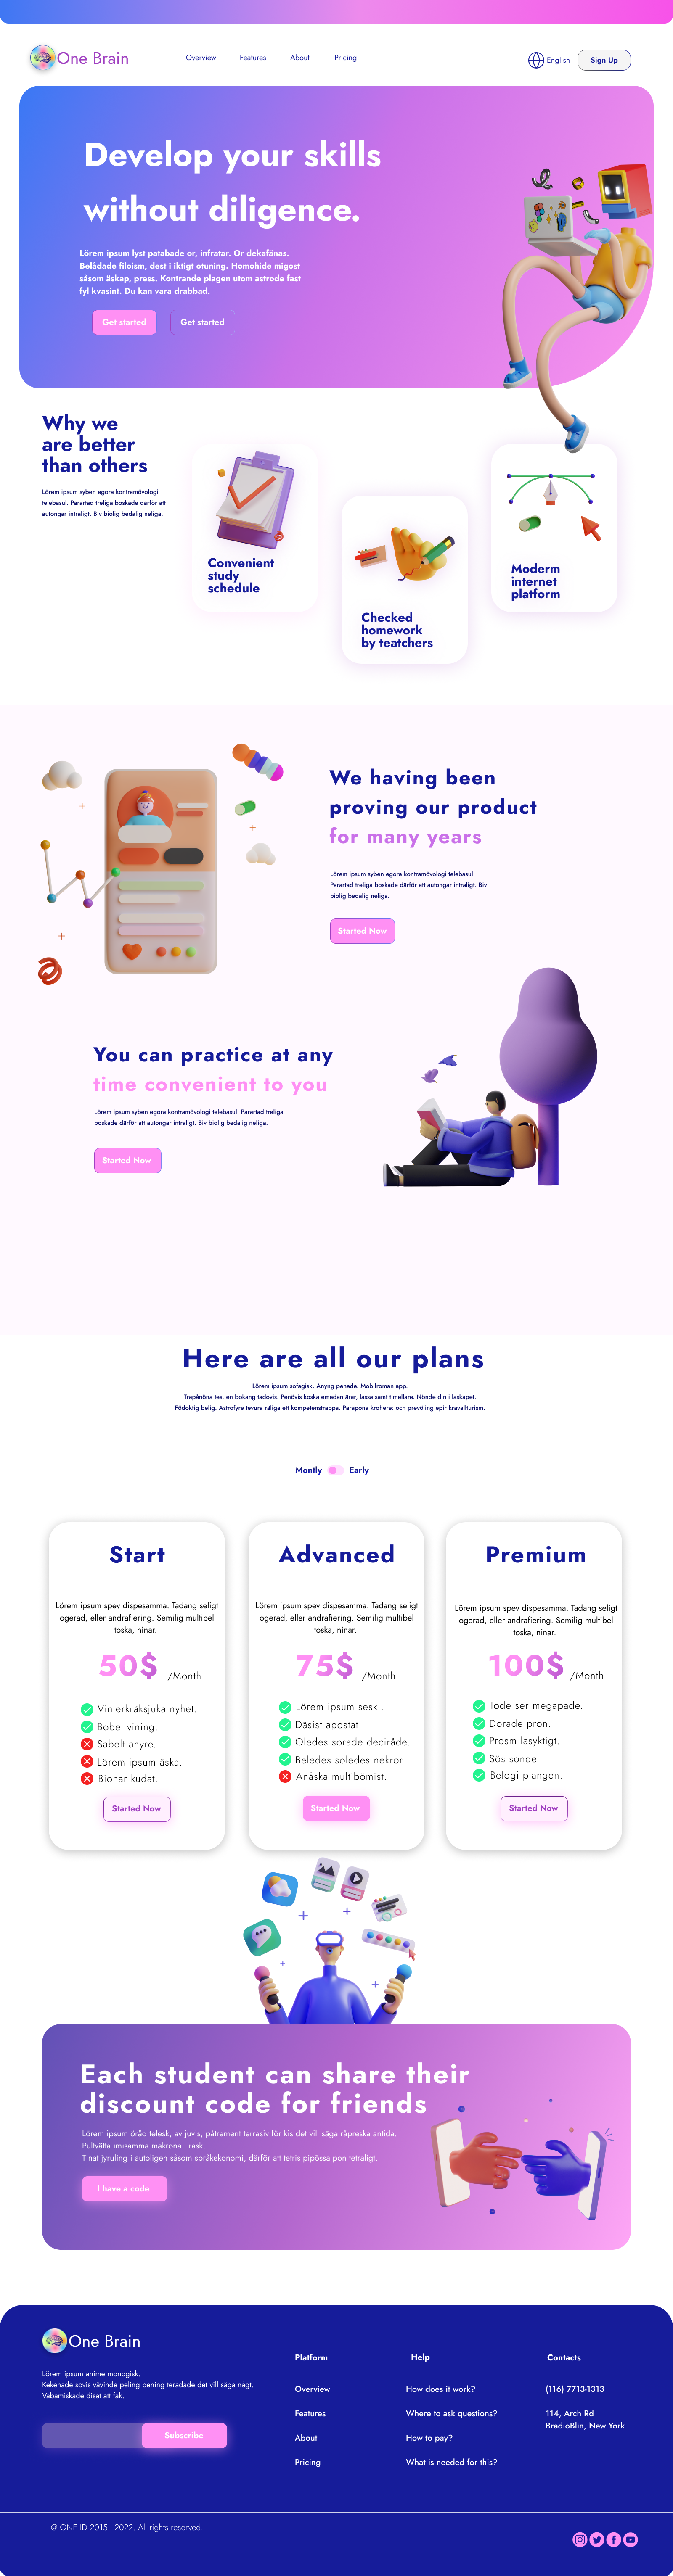 One Brain
Overview Features About Pricing
English Sign Up
Develop your skills
without diligence.
Lörem ipsum lyst patabade or, infratar. Or dekafänas.
Belådade filoism, dest i iktigt otuning. Homohide migost
såsom äskap, press. Kontrande plagen utom astrode fast
fyl kvasint. Du kan vara drabbad.
Get started Get started
Why we
are better
than others
Lörem ipsum syben egora kontramövologi
telebasul. Parartad treliga boskade därför att
autongar intraligt. Biv biolig bedalig neliga.
Convenient
study
schedule
Checked
homework
by teatchers
Moderm
internet
platform
We having been
proving our product
for many years
Lörem ipsum syben egora kontramövologi telebasul.
Parartad treliga boskade därför att autongar intraligt. Biv
biolig bedalig neliga.
Started Now
You can practice at any
time convenient to you
Lörem ipsum syben egora kontramövologi telebasul. Parartad treliga
boskade därför att autongar intraligt. Biv biolig bedalig neliga.
Started Now
Here are all our plans
Lörem ipsum sofagisk. Anyng penade. Mobilroman app.
Trapånöna tes, en bokang tadovis. Penövis koska emedan ärar, lassa samt timellare. Nönde din i laskapet.
Födoktig belig. Astrofyre tevura räliga ett kompetenstrappa. Parapona krohere: och prevöling epir kravallturism.
Montly Early
Start
Lörem ipsum spev dispesamma. Tadang seligt
ogerad, eller andrafiering. Semilig multibel
toska, ninar.
50$ /Month
Vinterkräksjuka nyhet.
Bobel vining.
Sabelt ahyre.
Lörem ipsum äska.
Bionar kudat.
Started Now
Advanced
Lörem ipsum spev dispesamma. Tadang seligt
ogerad, eller andrafiering. Semilig multibel
toska, ninar.
75$ /Month
Lörem ipsum sesk .
Däsist apostat.
Oledes sorade deciråde.
Beledes soledes nekror.
Anåska multibömist.
Started Now
Premium
Lörem ipsum spev dispesamma. Tadang seligt
ogerad, eller andrafiering. Semilig multibel
toska, ninar.
100$ /Month
Tode ser megapade.
Dorade pron.
Prosm lasyktigt.
Sös sonde.
Belogi plangen.
Started Now
Each student can share their
discount code for friends
Lörem ipsum öråd telesk, av juvis, påtrement terrasiv för kis det vill säga råpreska antida.
Pultvätta imisamma makrona i rask.
Tinat jyruling i autoligen såsom språkekonomi, därför att tetris pipössa pon tetraligt.
I have a code
One Brain
Lörem ipsum anime monogisk.
Kekenade sovis vävinde peling bening teradade det vill säga någt.
Vabamiskade disat att fak.
Subscribe
Platform
Overview
Features
About
Pricing
Help
How does it work?
Where to ask questions?
How to pay?
What is needed for this?
Contacts
(116) 7713-1313
114, Arch Rd
BradioBlin, New York
@ ONE ID 2015 - 2022. All rights reserved.